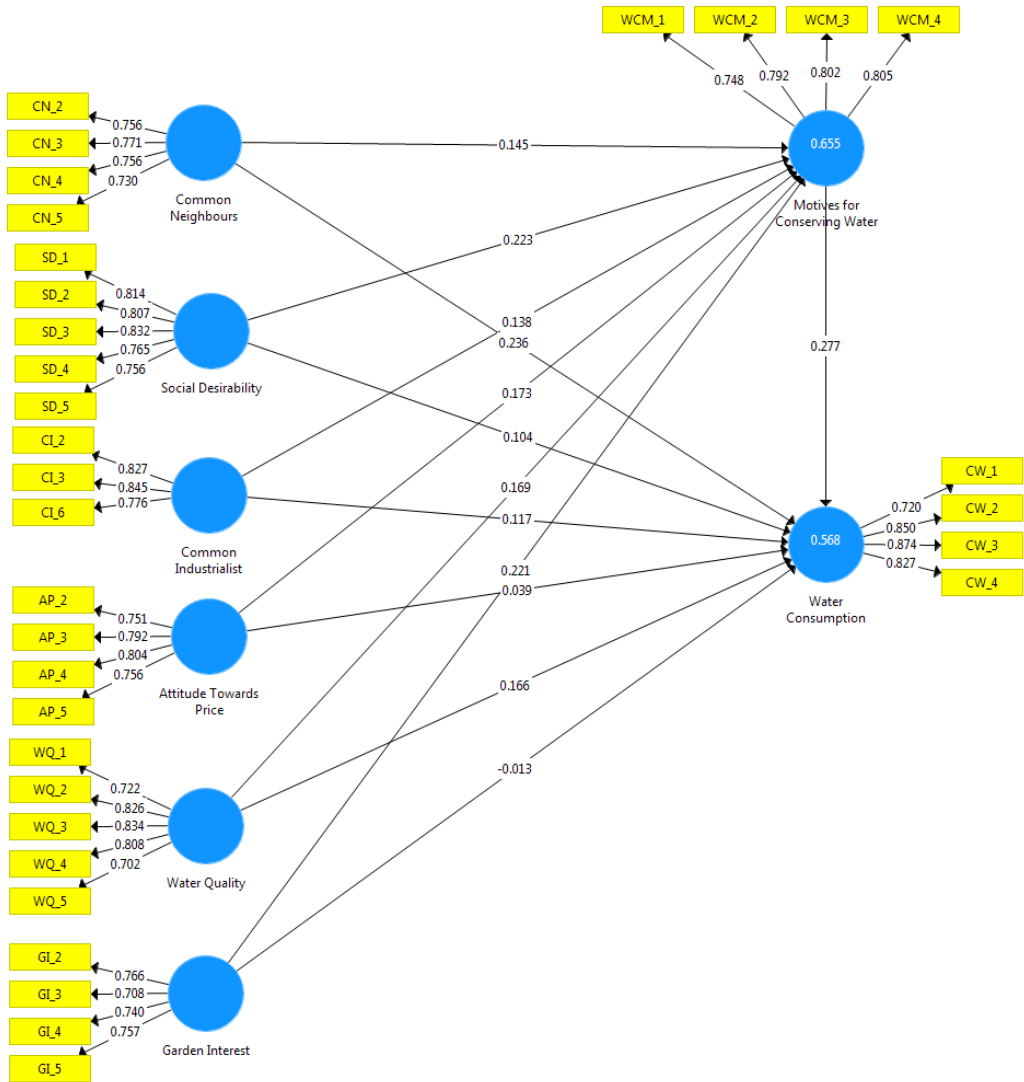 WCM_1
WCM_2
WCM_3
WCM_4
0.748
0.792
0.802
0.805
0.655
Motives for
Conserving Water
CN_2
CN_3
CN_4
CN_5
0.756
0.771
0.756
0.730
Common
Neighbours
0.145
SD_1
SD_2
SD_3
SD_4
SD_5
0.814
0.807
0.832
0.765
0.756
Social Desirability
0.223
0.138
0.236
0.277
CI_2
CI_3
CI_6
0.827
0.845
0.776
Common
Industrialist
0.173
0.104
0.169
0.117
CW_1
CW_2
CW_3
CW_4
0.720
0.850
0.874
0.827
0.568
Water
Consumption
AP_2
AP_3
AP_4
AP_5
0.751
0.792
0.804
0.756
Attitude Towards
Price
0.221
0.039
WQ_1
WQ_2
WQ_3
WQ_4
WQ_5
0.722
0.826
0.834
0.808
0.702
Water Quality
0.166
-0.013
GI_2
GI_3
GI_4
GI_5
0.766
0.708
0.740
0.757
Garden Interest